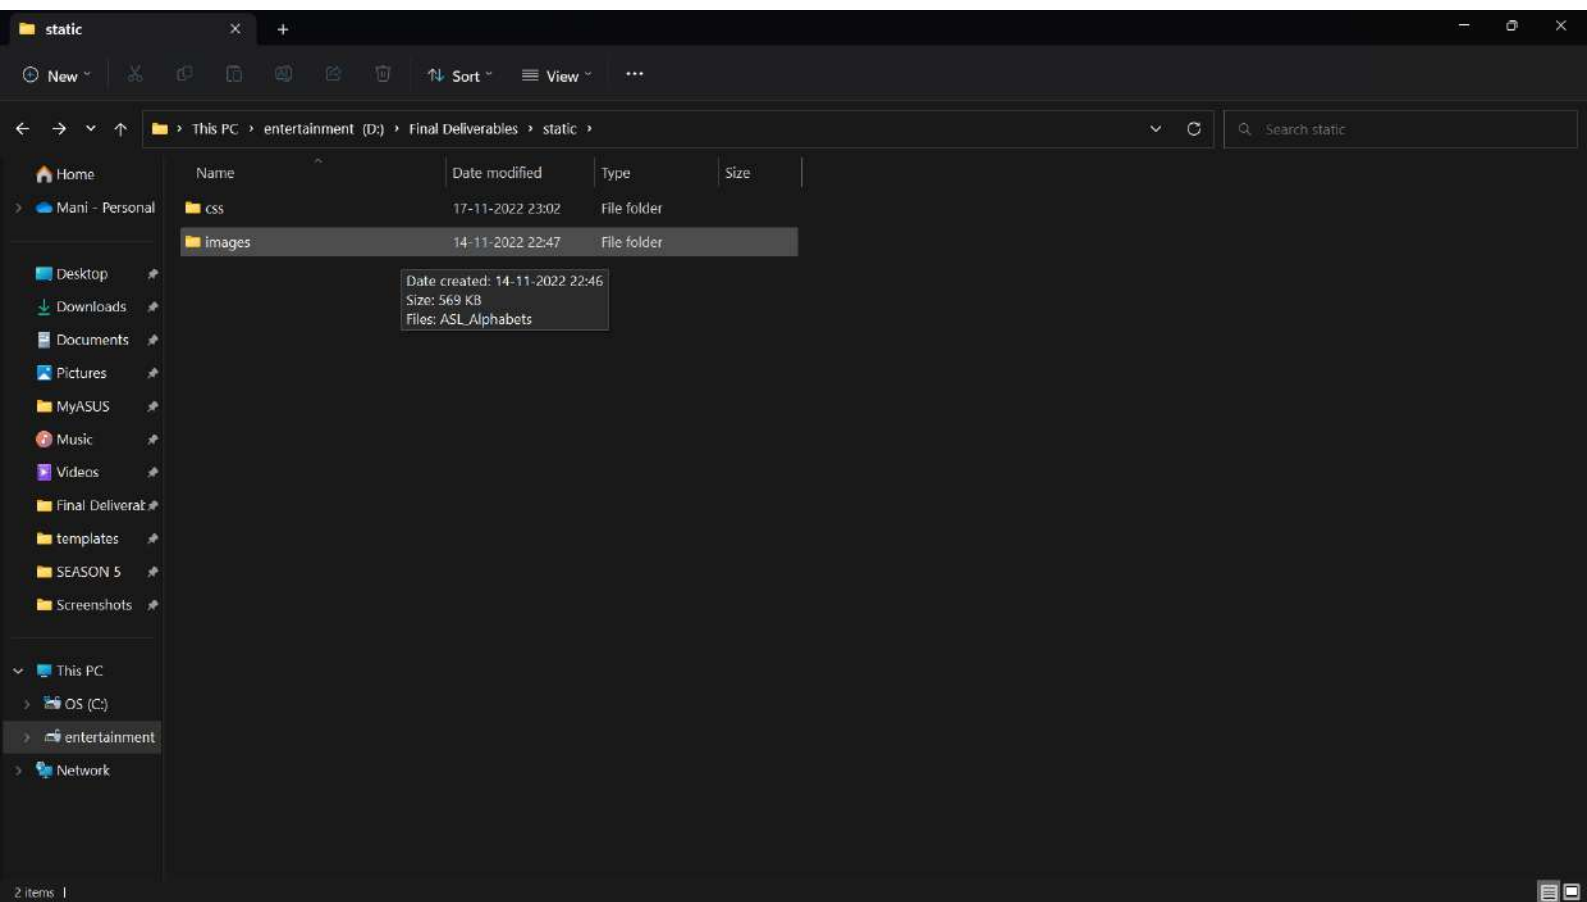 static
New Sort View
This PC entertainment (D:) Final Deliverables static Search static
Home
Mani - Personal
Desktop
Downloads
Documents
Pictures
MyASUS
Music
Videos
Final Deliverab
templates
SEASON 5
Screenshots
This PC
OS (C:)
entertainment
Network
Name Date modified Type Size
css 17-11-2022 23:02 File folder
images 14-11-2022 22:47 File folder
Date created: 14-11-2022 22:46
Size: 569 KB
Files: ASL_Alphabets
2 items